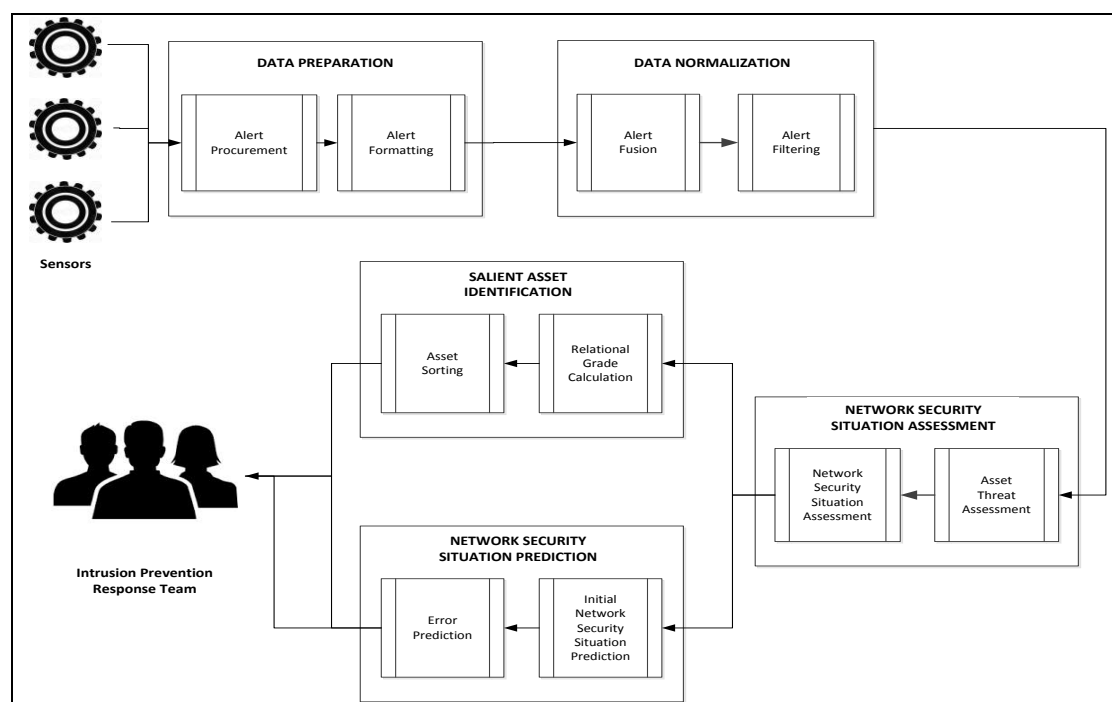 DATA PREPARATION
Alert
Procurement
Alert
Formatting
DATA NORMALIZATION
Alert
Fusion
Alert
Filtering
Sensors
SALIENT ASSET
IDENTIFICATION
Asset
Sorting
Relational
Grade
Calculation
NETWORK SECURITY
SITUATION ASSESSMENT
Network
Security
Situation
Assessment
Asset
Threat
Assessment
Intrusion Prevention
Response Team
NETWORK SECURITY
SITUATION PREDICTION
Error
Prediction
Initial
Network
Security
Situation
Prediction